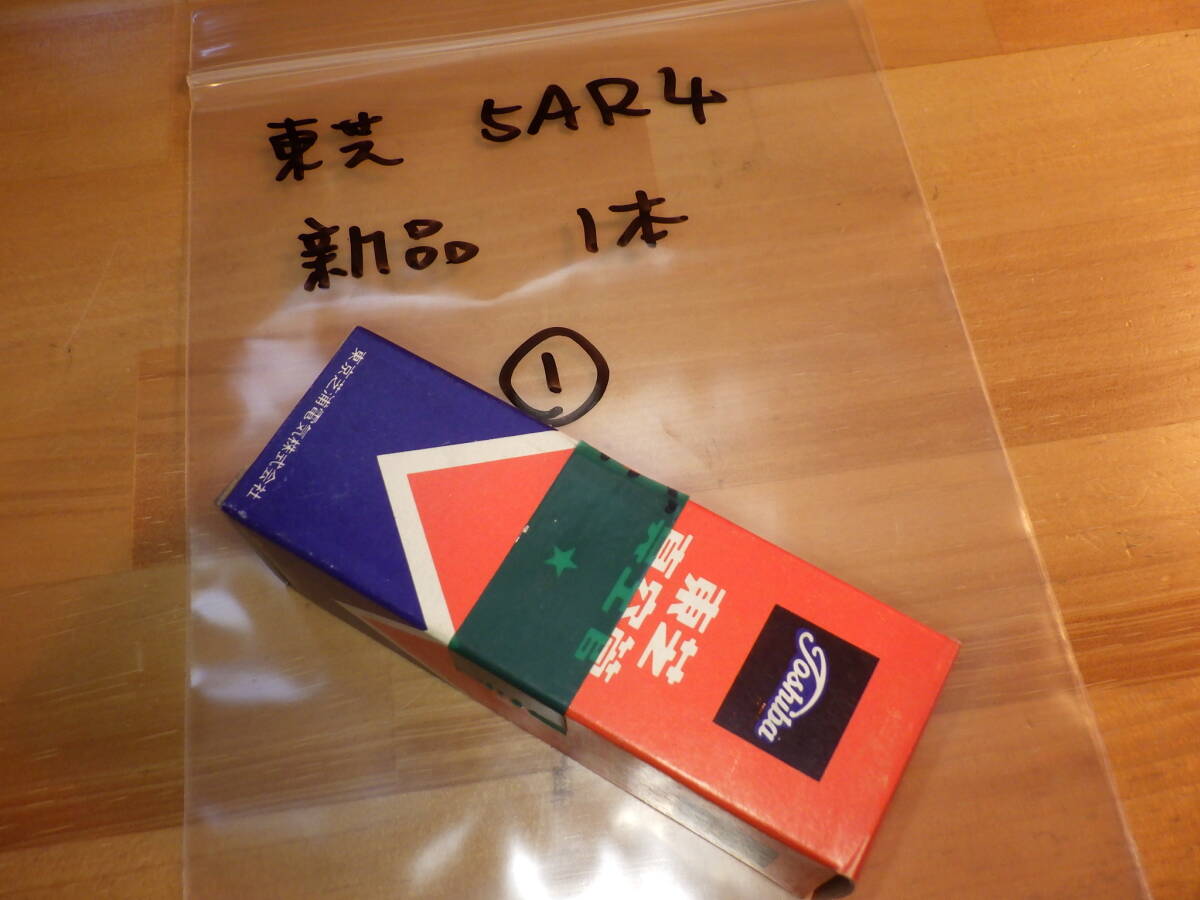 東芝 5AR4
新品 1本
①
東京芝浦電気株式会社
東芝
真空管
Toshiba